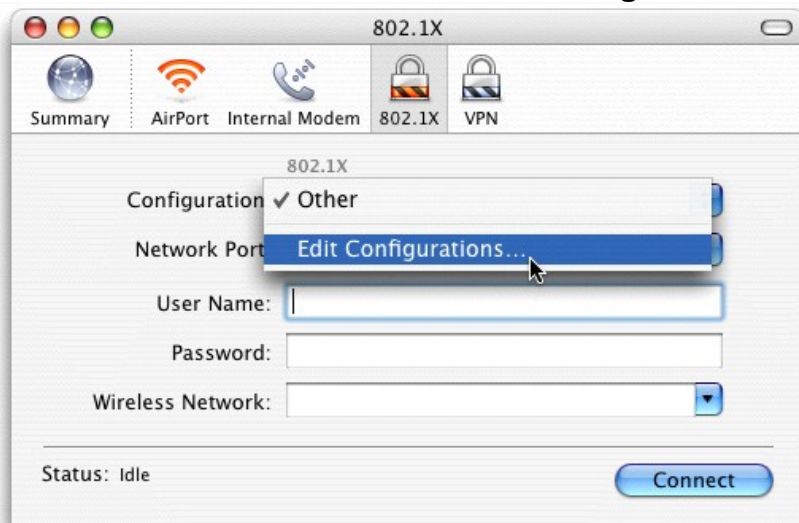 802.1X
Summary AirPort Internal Modem 802.1X VPN
802.1X
Configuration ✓ Other
Network Port Edit Configurations...
User Name:
Password:
Wireless Network:
Status: Idle Connect